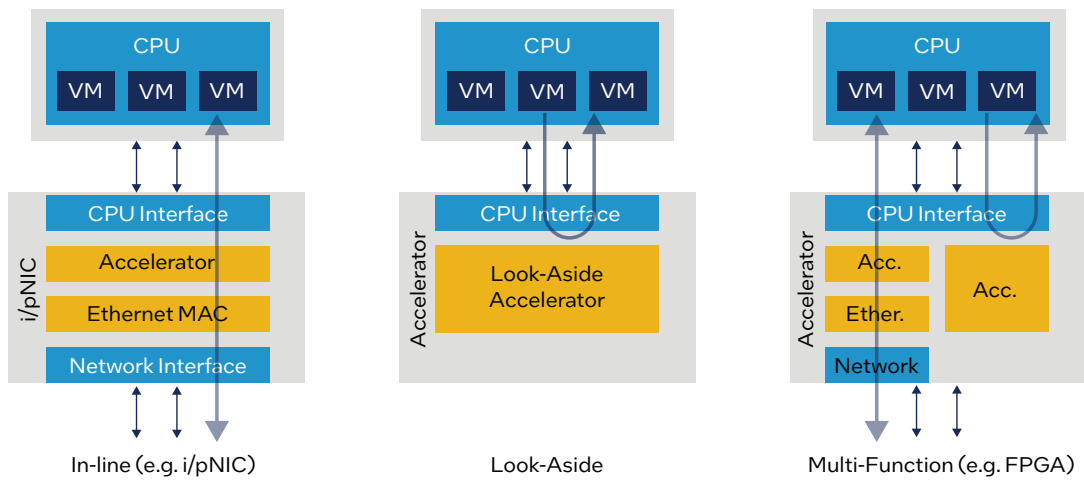 CPU
VM
VM
VM
i/pNIC
CPU Interface
Accelerator
Ethernet MAC
Network Interface
In-line (e.g. i/pNIC)
CPU
VM
VM
VM
Accelerator
CPU Interface
Look-Aside
Accelerator
Look-Aside
CPU
VM
VM
VM
Accelerator
CPU Interface
Acc.
Acc.
Ether.
Network
Multi-Function (e.g. FPGA)